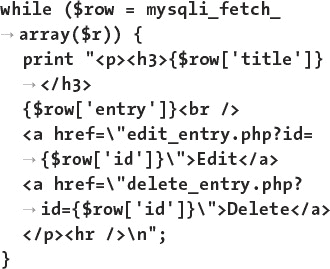 while ($row = mysqli_fetch_
→ array($r)) {
print "<p><h3>{$row['title']}
→ </h3>
{$row['entry']}<br />
<a href=\"edit_entry.php?id=
→ {$row['id']}\">Edit</a>
<a href=\"delete_entry.php?
→ id={$row['id']}\">Delete</a>
</p><hr />\n";
}